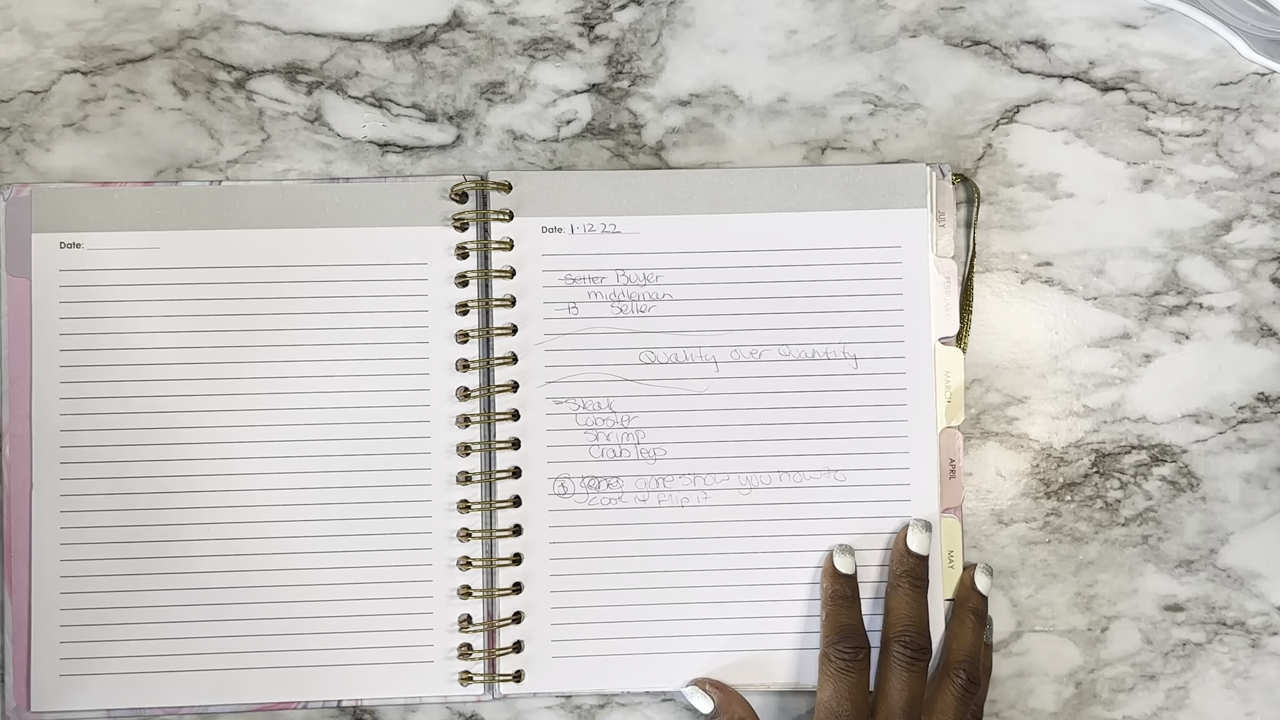 Date:
Date: 1.12.22
Seller Buyer
middleman
B Seller
Quality over Quantity
Steak
Lobster
Shrimp
Crab legs
gone show you how to
cook it flip it
JULY
FEBRUARY
MARCH
APRIL
MAY